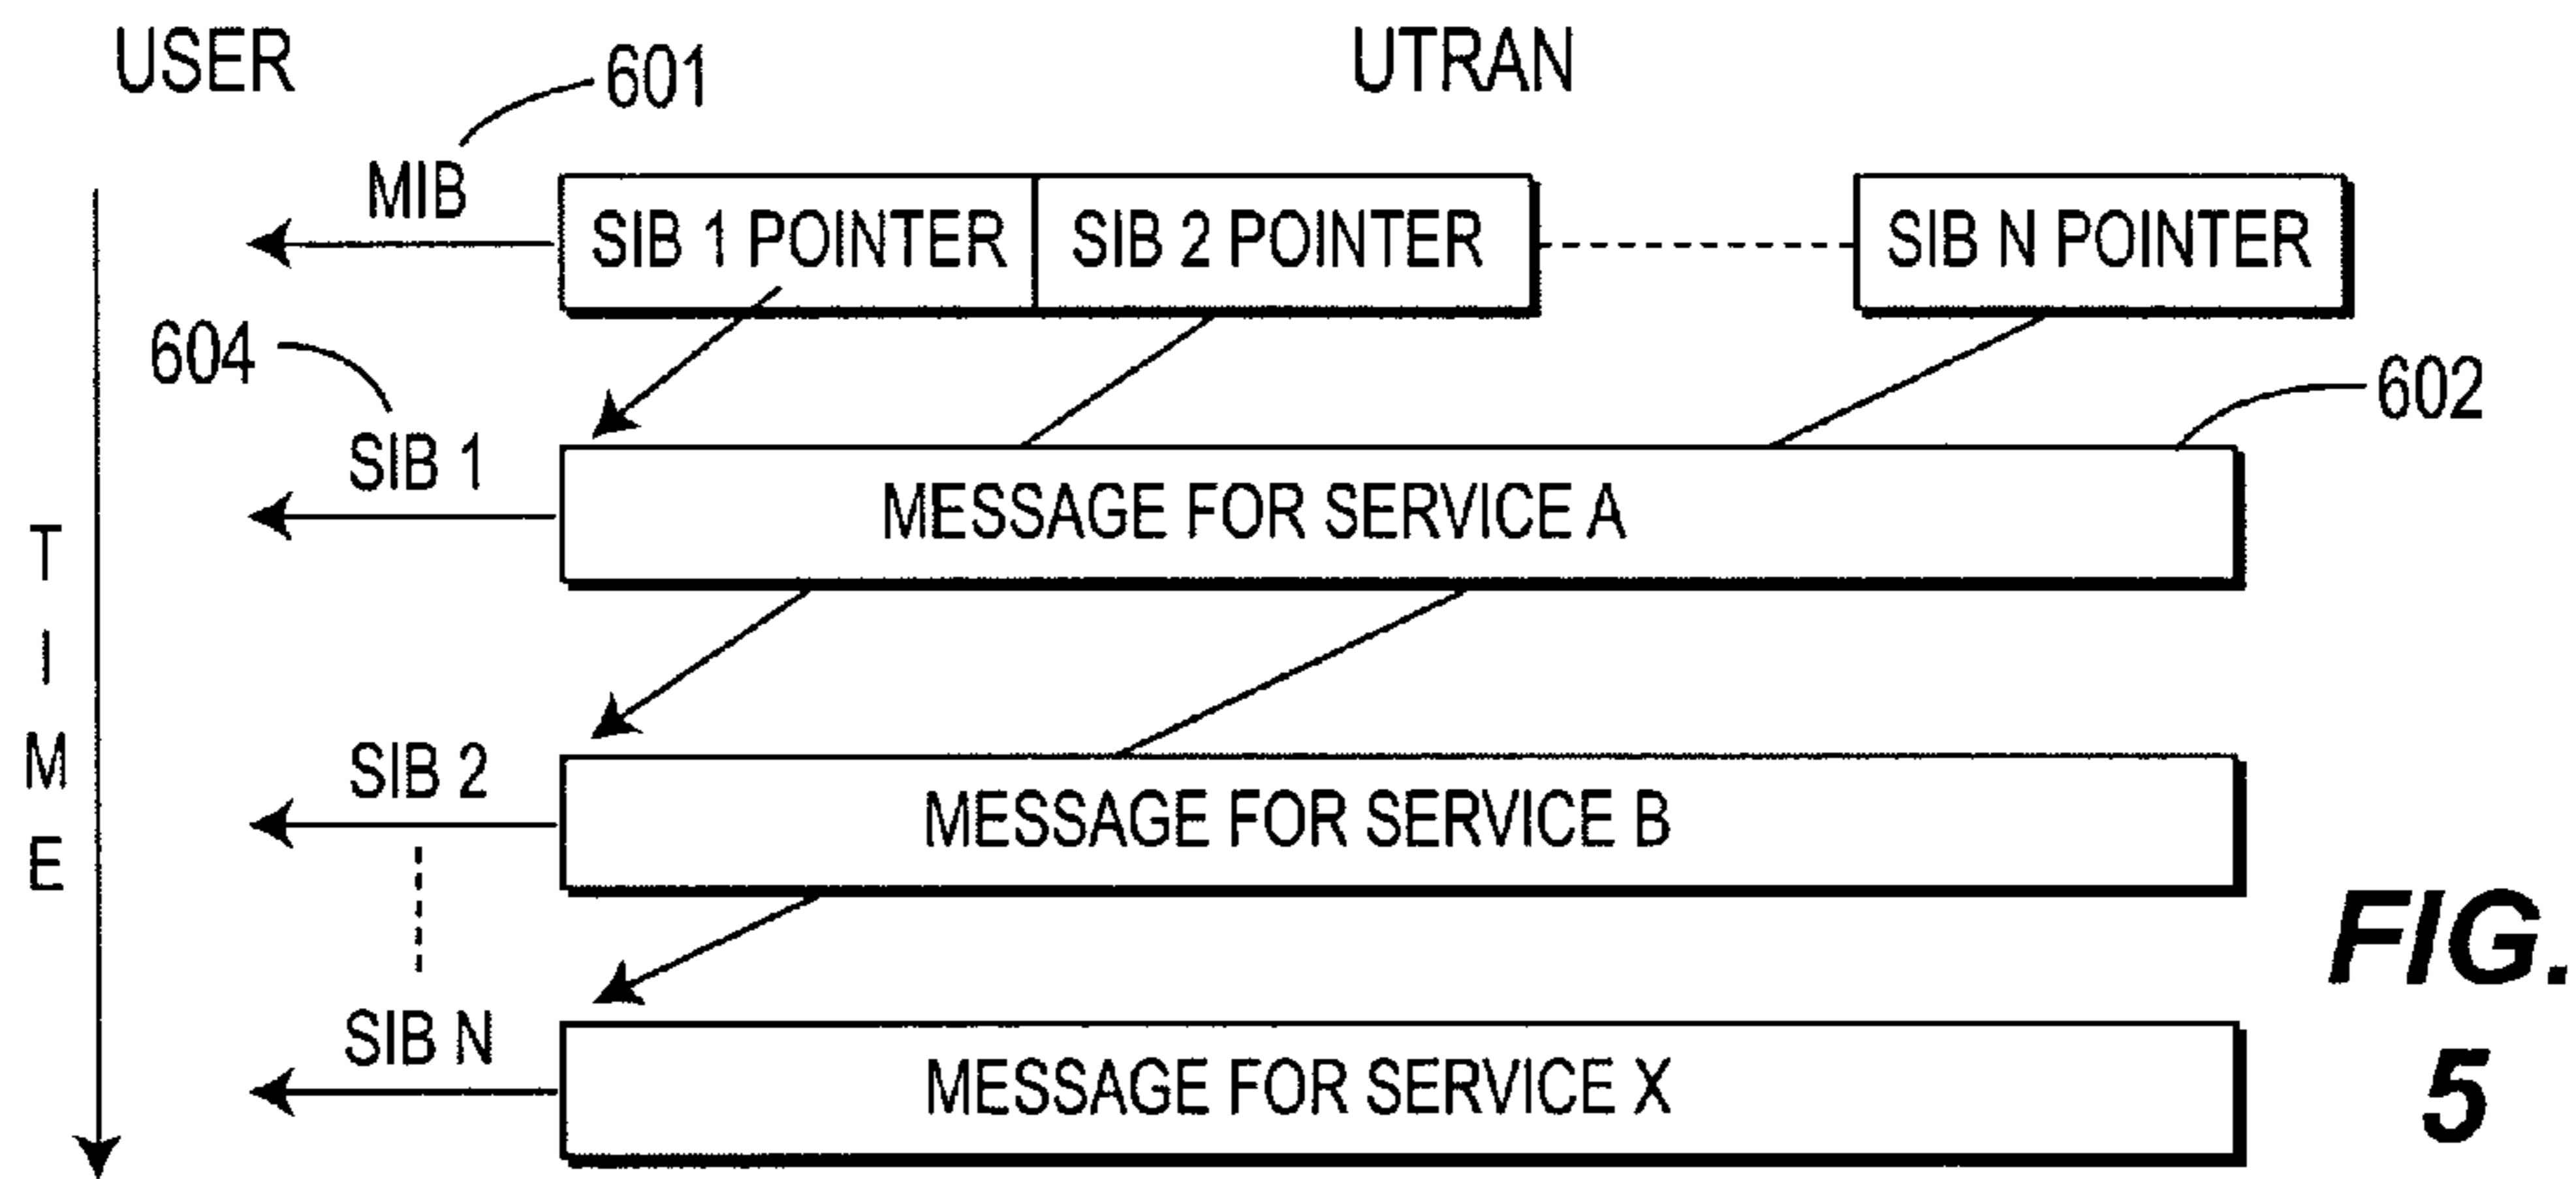 USER
601
UTRAN
MIB
SIB 1 POINTER
SIB 2 POINTER
SIB N POINTER
604
602
SIB 1
MESSAGE FOR SERVICE A
TIME
SIB 2
MESSAGE FOR SERVICE B
SIB N
MESSAGE FOR SERVICE X
FIG.
5